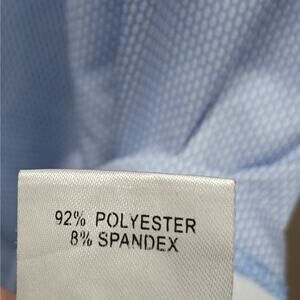 92% POLYESTER
8% SPANDEX